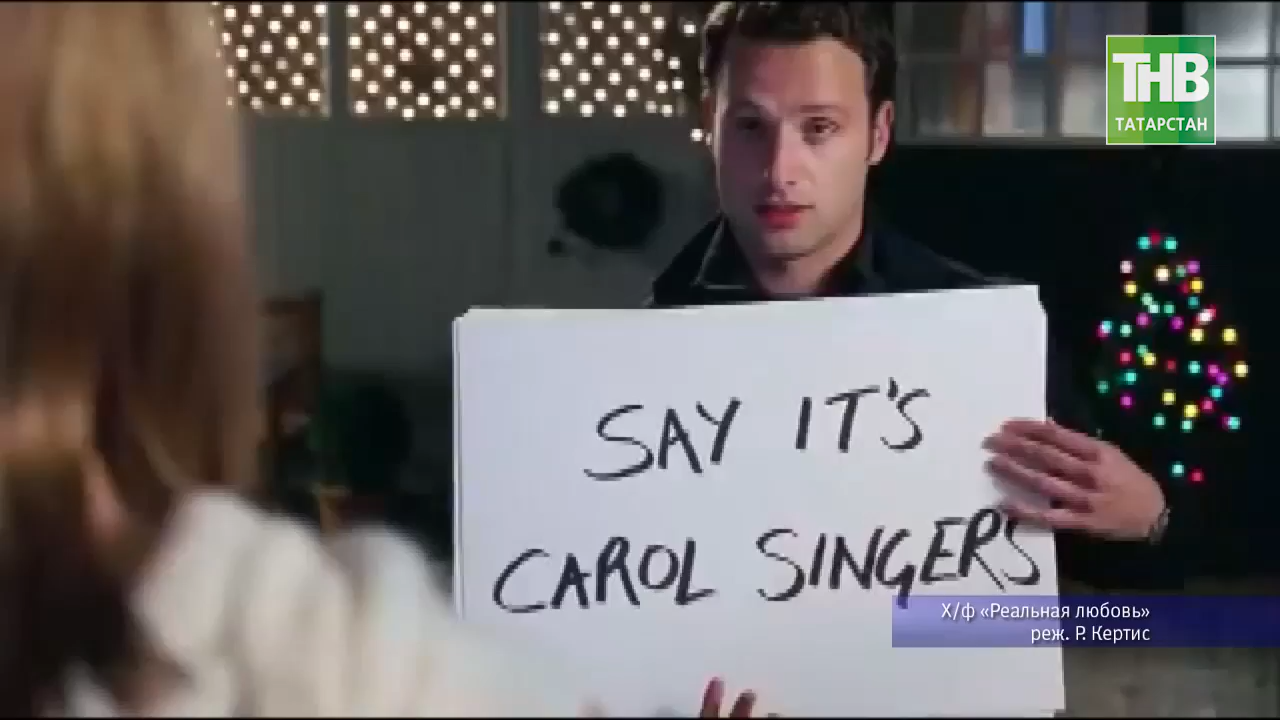 ТНВ
ТАТАРСТАН
SAY IT'S
CAROL SINGERS
Х/ф «Реальная любовь»
реж. Р. Кертис